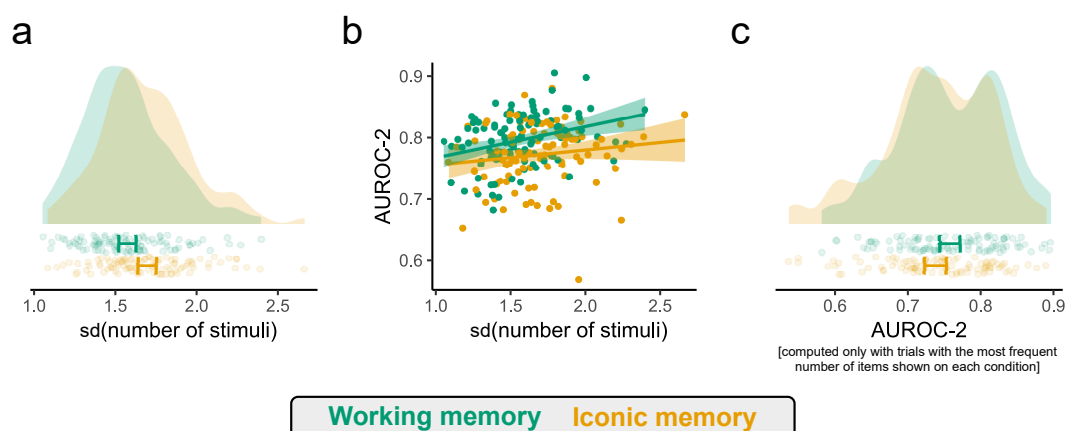 a
1.0 1.5 2.0 2.5
sd(number of stimuli)
b
AUROC-2
0.9
0.8
0.7
0.6
1.0 1.5 2.0 2.5
sd(number of stimuli)
c
0.6 0.7 0.8 0.9
AUROC-2
[computed only with trials with the most frequent
number of items shown on each condition]
Working memory Iconic memory